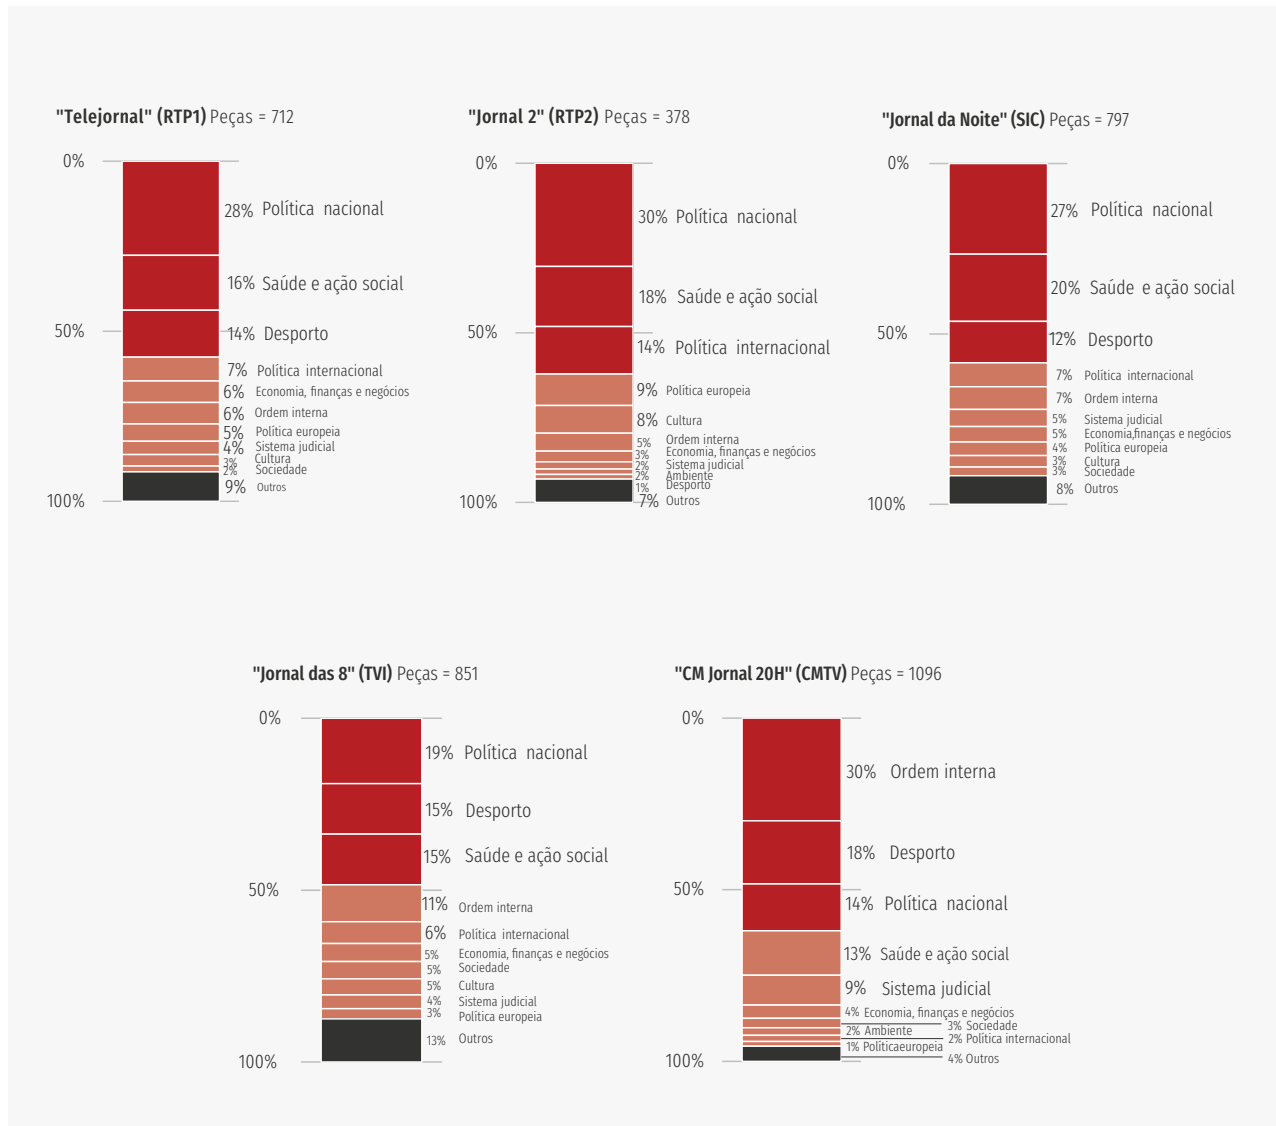 "Telejornal" (RTP1) Peças = 712
0%
28% Política nacional
16% Saúde e ação social
50%
14% Desporto
7% Política internacional
6% Economia, finanças e negócios
6% Ordem interna
5% Política europeia
4% Sistema judicial
3% Cultura
2% Sociedade
9% Outros
100%
"Jornal 2" (RTP2) Peças = 378
0%
30% Política nacional
18% Saúde e ação social
50%
14% Política internacional
9% Política europeia
8% Cultura
5% Ordem interna
3% Economia, finanças e negócios
2% Sistema judicial
2% Ambiente
1% Desporto
7% Outros
100%
"Jornal da Noite" (SIC) Peças = 797
0%
27% Política nacional
20% Saúde e ação social
50%
12% Desporto
7% Política internacional
7% Ordem interna
5% Sistema judicial
5% Economia,finanças e negócios
4% Política europeia
3% Cultura
3% Sociedade
8% Outros
100%
"Jornal das 8" (TVI) Peças = 851
0%
19% Política nacional
15% Desporto
15% Saúde e ação social
50%
11% Ordem interna
6% Política internacional
5% Economia, finanças e negócios
5% Sociedade
5% Cultura
4% Sistema judicial
3% Política europeia
13% Outros
100%
"CM Jornal 20H" (CMTV) Peças = 1096
0%
30% Ordem interna
18% Desporto
50%
14% Política nacional
13% Saúde e ação social
9% Sistema judicial
4% Economia, finanças e negócios
3% Sociedade
2% Ambiente
2% Política internacional
1% Políticaeuropeia
4% Outros
100%